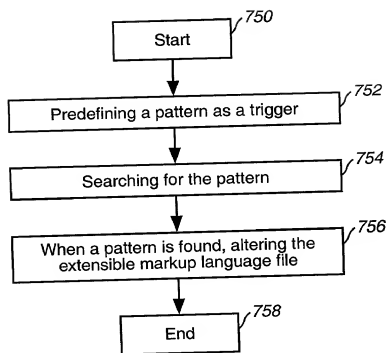 750
Start
752
Predefining a pattern as a trigger
754
Searching for the pattern
756
When a pattern is found, altering the
extensible markup language file
758
End